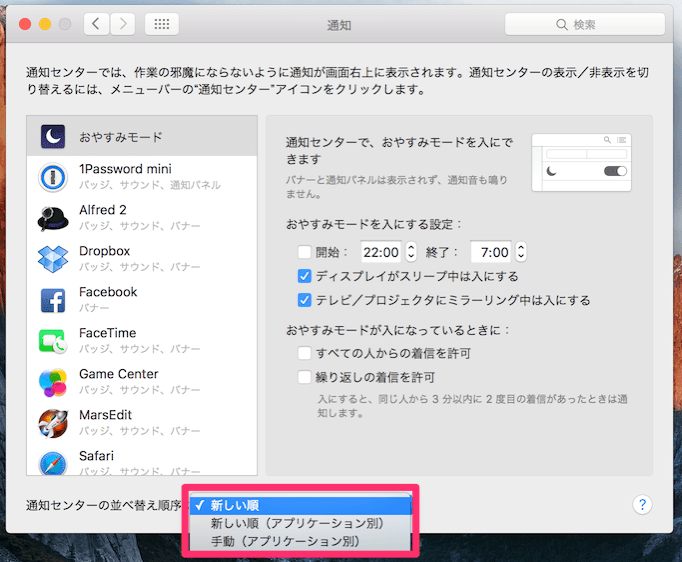 通知
検索
通知センターでは、作業の邪魔にならないように通知が画面右上に表示されます。通知センターの表示／非表示を切
り替えるには、メニューバーの“通知センター”アイコンをクリックします。
おやすみモード
1Password mini
バッジ、サウンド、通知パネル
Alfred 2
バッジ、サウンド、バナー
Dropbox
バッジ、サウンド、バナー
Facebook
バナー
FaceTime
バッジ、サウンド、バナー
Game Center
バッジ、サウンド、バナー
MarsEdit
バッジ、サウンド、バナー
Safari
バッジ、サウンド、バナー
通知センターで、おやすみモードを入にで
きます
バナーと通知パネルは表示されず、通知音も鳴り
ません。
おやすみモードを入にする設定：
開始： 22:00 終了： 7:00
ディスプレイがスリープ中は入にする
テレビ／プロジェクタにミラーリング中は入にする
おやすみモードが入になっているときに：
すべての人からの着信を許可
繰り返しの着信を許可
入にすると、同じ人から 3 分以内に 2 度目の着信があったときは通
知します。
通知センターの並べ替え順序
✓ 新しい順
新しい順（アプリケーション別）
手動（アプリケーション別）
?